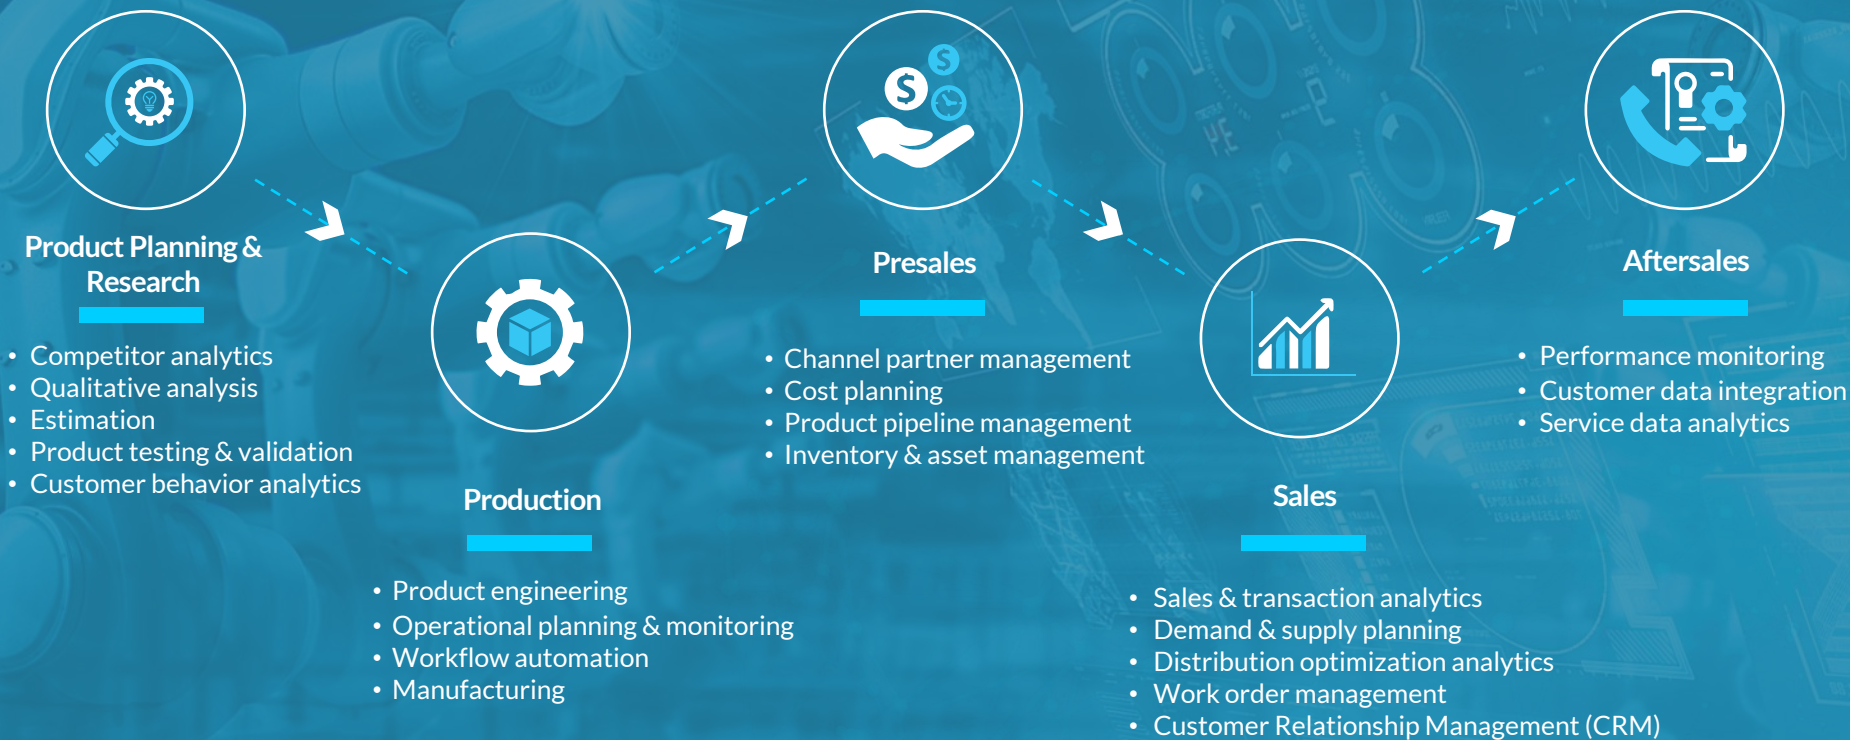 Product Planning &
Research
• Competitor analytics
• Qualitative analysis
• Estimation
• Product testing & validation
• Customer behavior analytics
Production
• Product engineering
• Operational planning & monitoring
• Workflow automation
• Manufacturing
Presales
• Channel partner management
• Cost planning
• Product pipeline management
• Inventory & asset management
Sales
• Sales & transaction analytics
• Demand & supply planning
• Distribution optimization analytics
• Work order management
• Customer Relationship Management (CRM)
Aftersales
• Performance monitoring
• Customer data integration
• Service data analytics